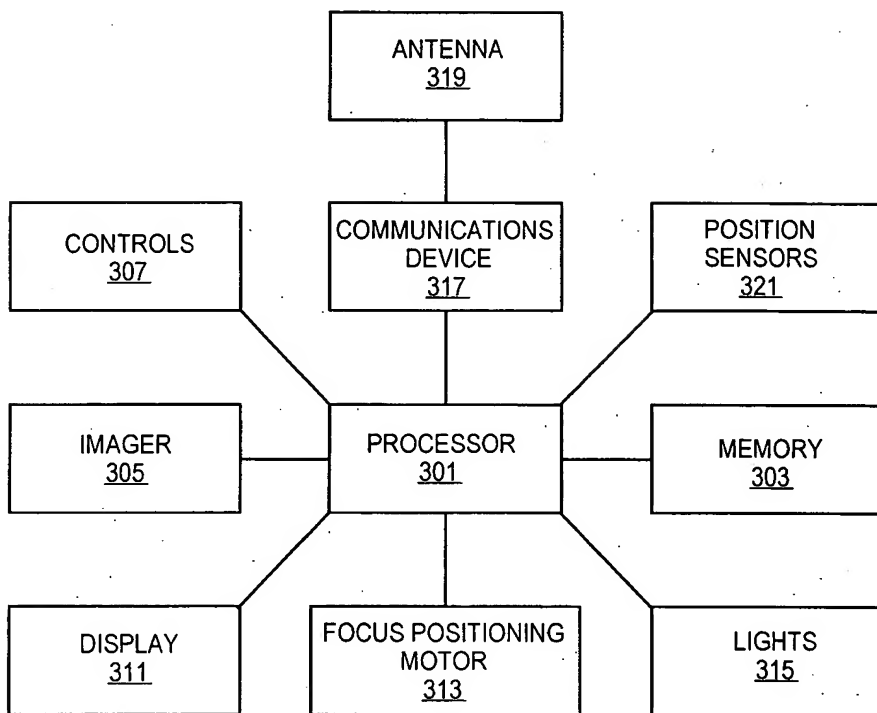 ANTENNA
319
CONTROLS
307
COMMUNICATIONS
DEVICE
317
POSITION
SENSORS
321
IMAGER
305
PROCESSOR
301
MEMORY
303
DISPLAY
311
FOCUS POSITIONING
MOTOR
313
LIGHTS
315